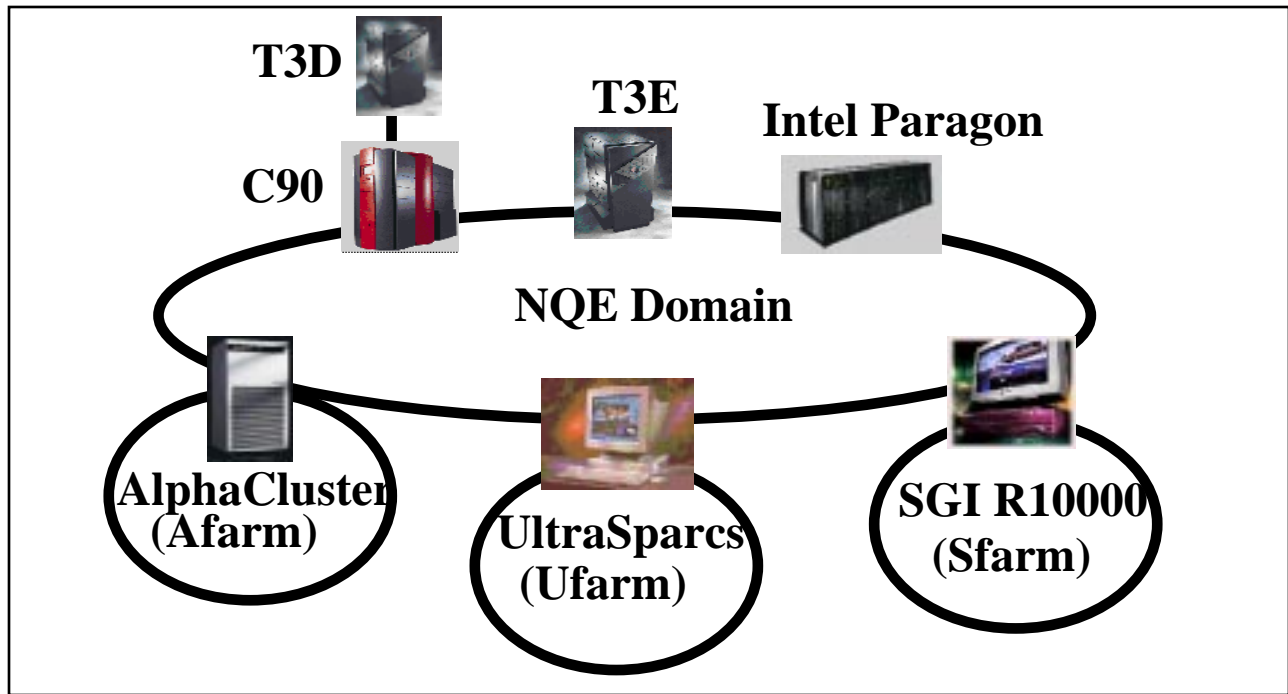 T3D
T3E
Intel Paragon
C90
NQE Domain
AlphaCluster
(Afarm)
UltraSparcs
(Ufarm)
SGI R10000
(Sfarm)